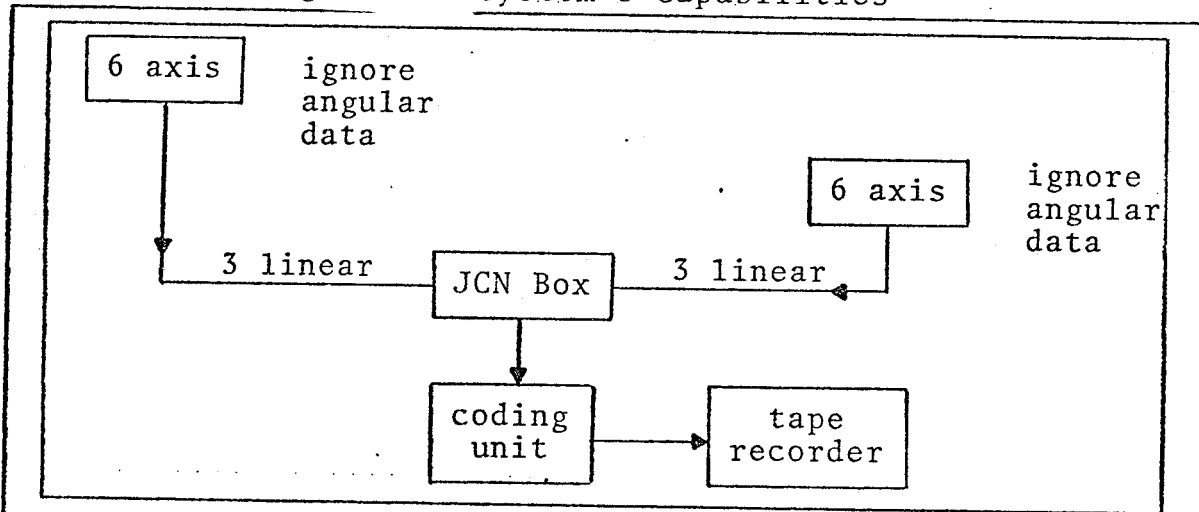 Capabilities
6 axis
ignore
angular
data
6 axis
ignore
angular
data
3 linear
JCN Box
3 linear
coding
unit
tape
recorder